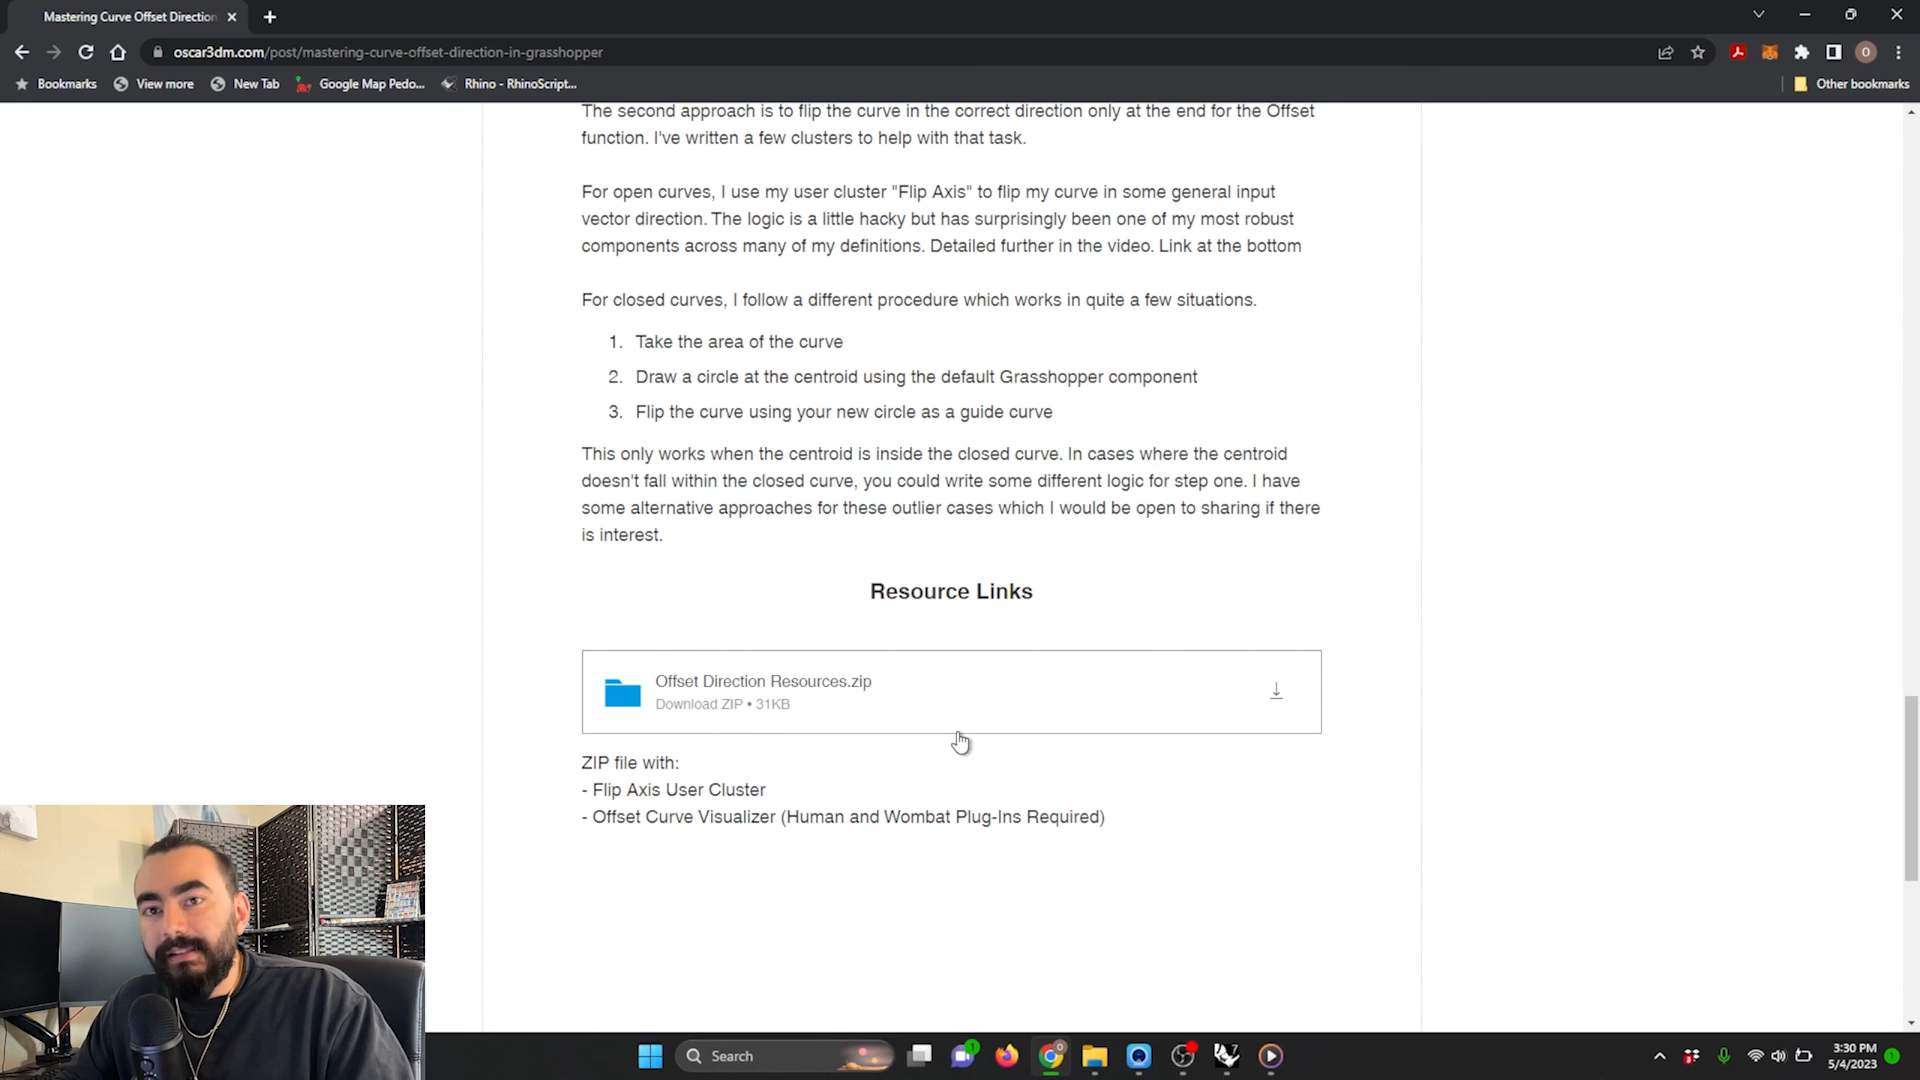 Mastering Curve Offset Direction
oscar3dm.com/post/mastering-curve-offset-direction-in-grasshopper
O
Bookmarks
View more
New Tab
Google Map Pedo...
Rhino - RhinoScript...
Other bookmarks
The second approach is to flip the curve in the correct direction only at the end for the Offset
function. I've written a few clusters to help with that task.
For open curves, I use my user cluster "Flip Axis" to flip my curve in some general input
vector direction. The logic is a little hacky but has surprisingly been one of my most robust
components across many of my definitions. Detailed further in the video. Link at the bottom
For closed curves, I follow a different procedure which works in quite a few situations.
1. Take the area of the curve
2. Draw a circle at the centroid using the default Grasshopper component
3. Flip the curve using your new circle as a guide curve
This only works when the centroid is inside the closed curve. In cases where the centroid
doesn't fall within the closed curve, you could write some different logic for step one. I have
some alternative approaches for these outlier cases which I would be open to sharing if there
is interest.
Resource Links
Offset Direction Resources.zip
Download ZIP • 31KB
ZIP file with:
- Flip Axis User Cluster
- Offset Curve Visualizer (Human and Wombat Plug-Ins Required)
Search
1
3:30 PM
5/4/2023
1